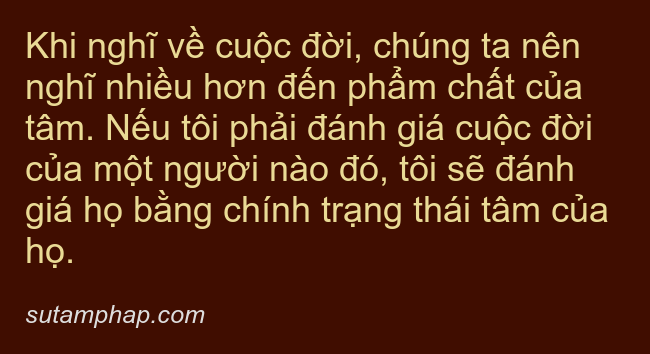 Khi nghĩ về cuộc đời, chúng ta nên
nghĩ nhiều hơn đến phẩm chất của
tâm. Nếu tôi phải đánh giá cuộc đời
của một người nào đó, tôi sẽ đánh
giá họ bằng chính trạng thái tâm của
họ.
sutamphap.com